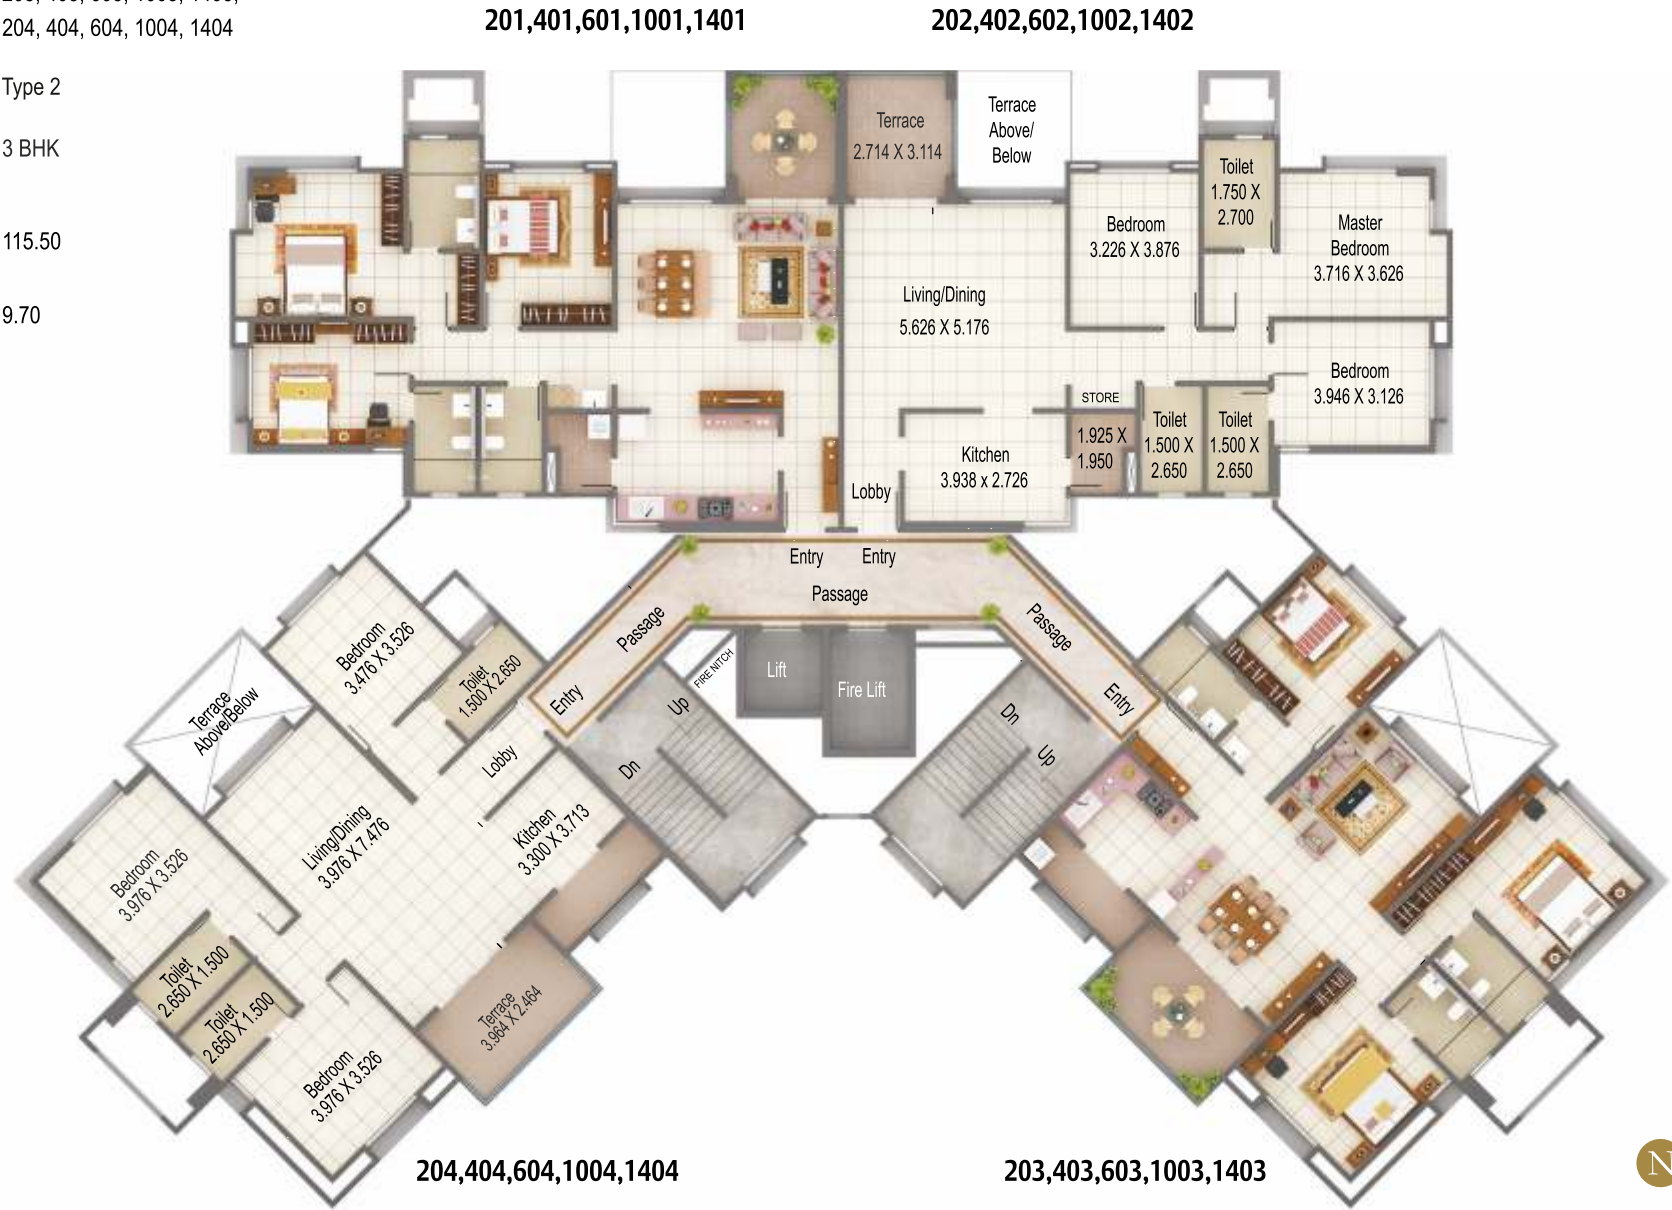 204, 404, 604, 1004, 1404
Type 2
3 BHK
115.50
9.70
201,401,601,1001,1401
202,402,602,1002,1402
Terrace
2.714 X 3.114
Terrace
Above/
Below
Toilet
1.750 X
2.700
Bedroom
3.226 X 3.876
Master
Bedroom
3.716 X 3.626
Living/Dining
5.626 X 5.176
Bedroom
3.946 X 3.126
STORE
1.925 X
1.950
Toilet
1.500 X
2.650
Toilet
1.500 X
2.650
Kitchen
3.938 x 2.726
Lobby
Entry
Entry
Passage
Passage
Passage
Entry
Entry
FIRE NITCH
Lift
Fire Lift
Up
Dn
Dn
Up
Bedroom
3.476 X 3.526
Toilet
1.500 X 2.650
Terrace
Above/Below
Lobby
Living/Dining
3.976 X 7.476
Kitchen
3.300 X 3.713
Bedroom
3.976 X 3.526
Toilet
2.650 X 1.500
Toilet
2.650 X 1.500
Terrace
3.964 X 2.464
Bedroom
3.976 X 3.526
204,404,604,1004,1404
203,403,603,1003,1403
N